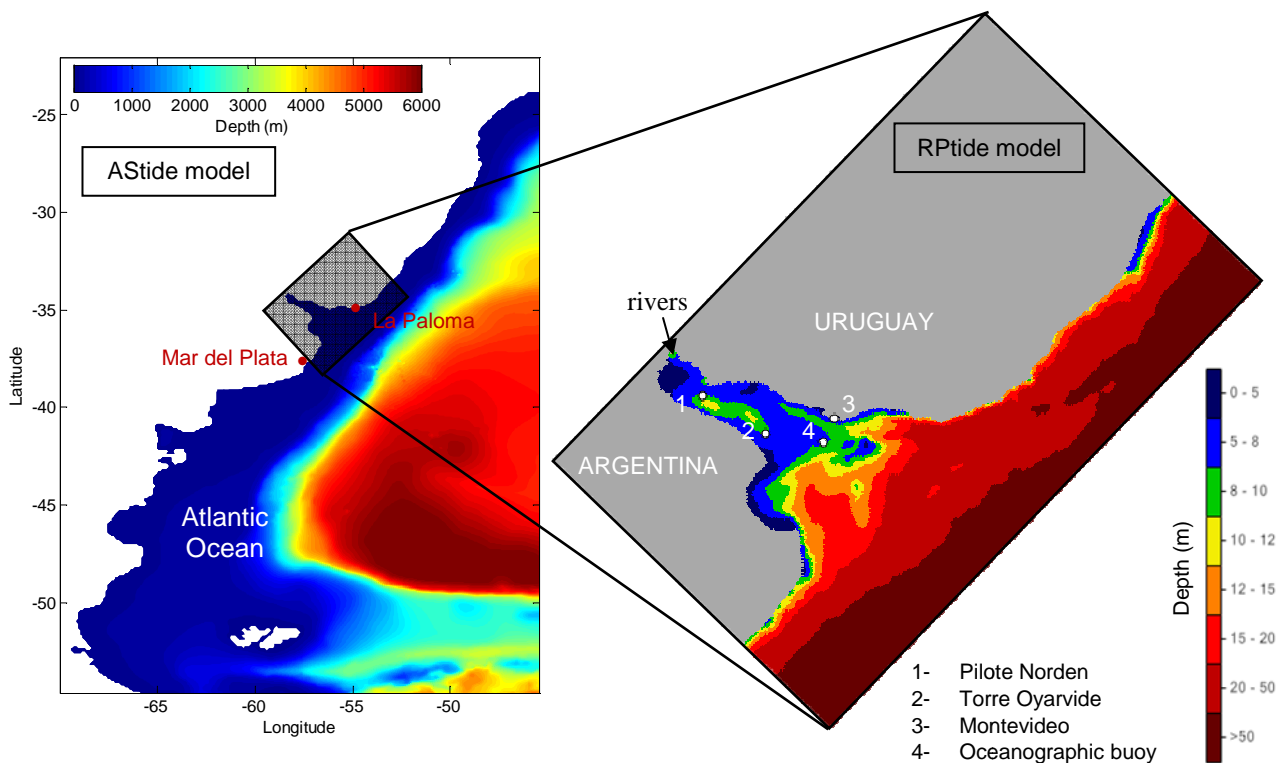 0 1000 2000 3000 4000 5000 6000
Depth (m)
AStide model
-25
-30
-35
-40
-45
-50
Latitude
La Paloma
Mar del Plata
Atlantic
Ocean
-65 -60 -55 -50
Longitude
RPtide model
rivers
URUGUAY
1
3
2
4
ARGENTINA
Depth (m)
0 - 5
5 - 8
8 - 10
10 - 12
12 - 15
15 - 20
20 - 50
>50
1- Pilote Norden
2- Torre Oyarvide
3- Montevideo
4- Oceanographic buoy